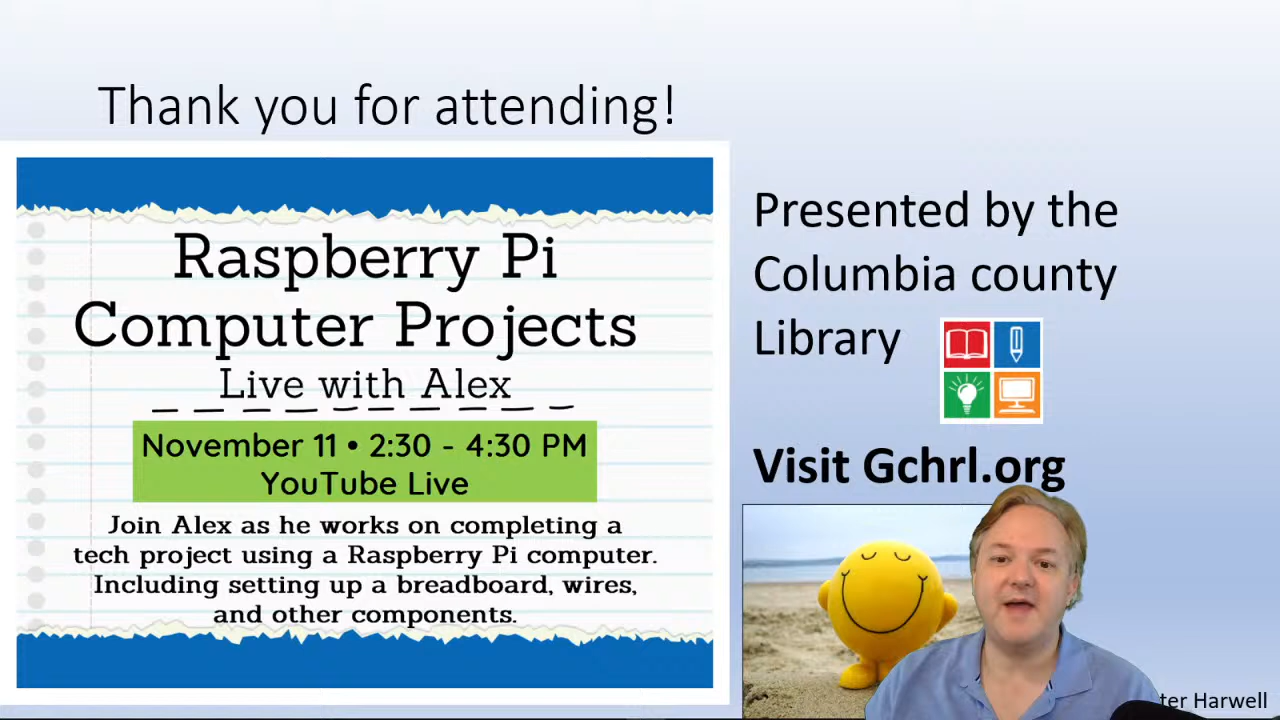 Thank you for attending!
Raspberry Pi
Computer Projects
Live with Alex
November 11 • 2:30 - 4:30 PM
YouTube Live
Join Alex as he works on completing a
tech project using a Raspberry Pi computer.
Including setting up a breadboard, wires,
and other components.
Presented by the
Columbia county
Library
Visit Gchrl.org
Harwell